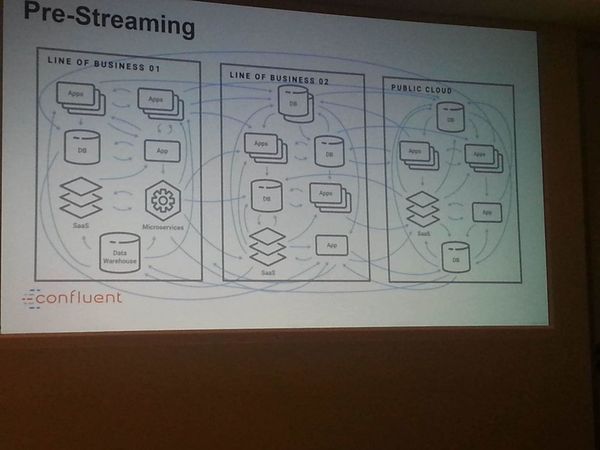 Pre-Streaming
LINE OF BUSINESS 01
Apps
Apps
DB
App
SaaS
Microservices
Data
Warehouse
LINE OF BUSINESS 02
DB
Apps
DB
DB
Apps
SaaS
App
PUBLIC CLOUD
DB
Apps
Apps
SaaS
App
DB
confluent